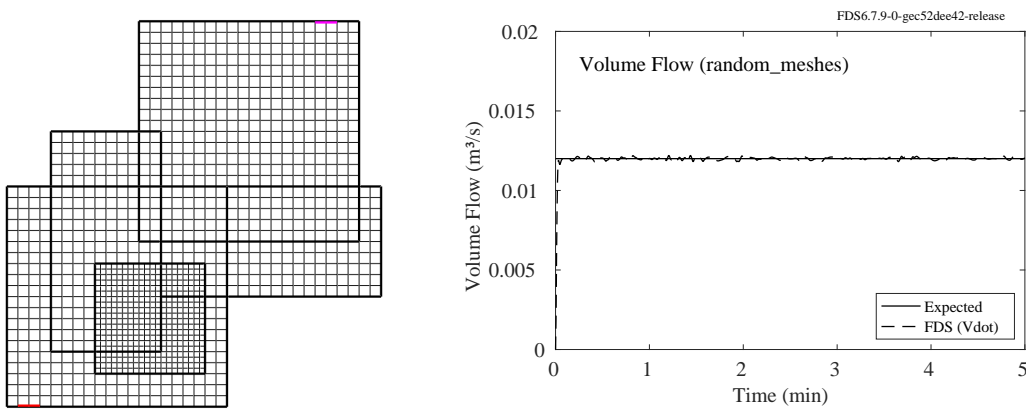 FDS6.7.9-0-gec52dee42-release
Volume Flow (random_meshes)
Volume Flow (m³/s)
0.02
0.015
0.01
0.005
0
0 1 2 3 4 5
Time (min)
Expected
FDS (Vdot)